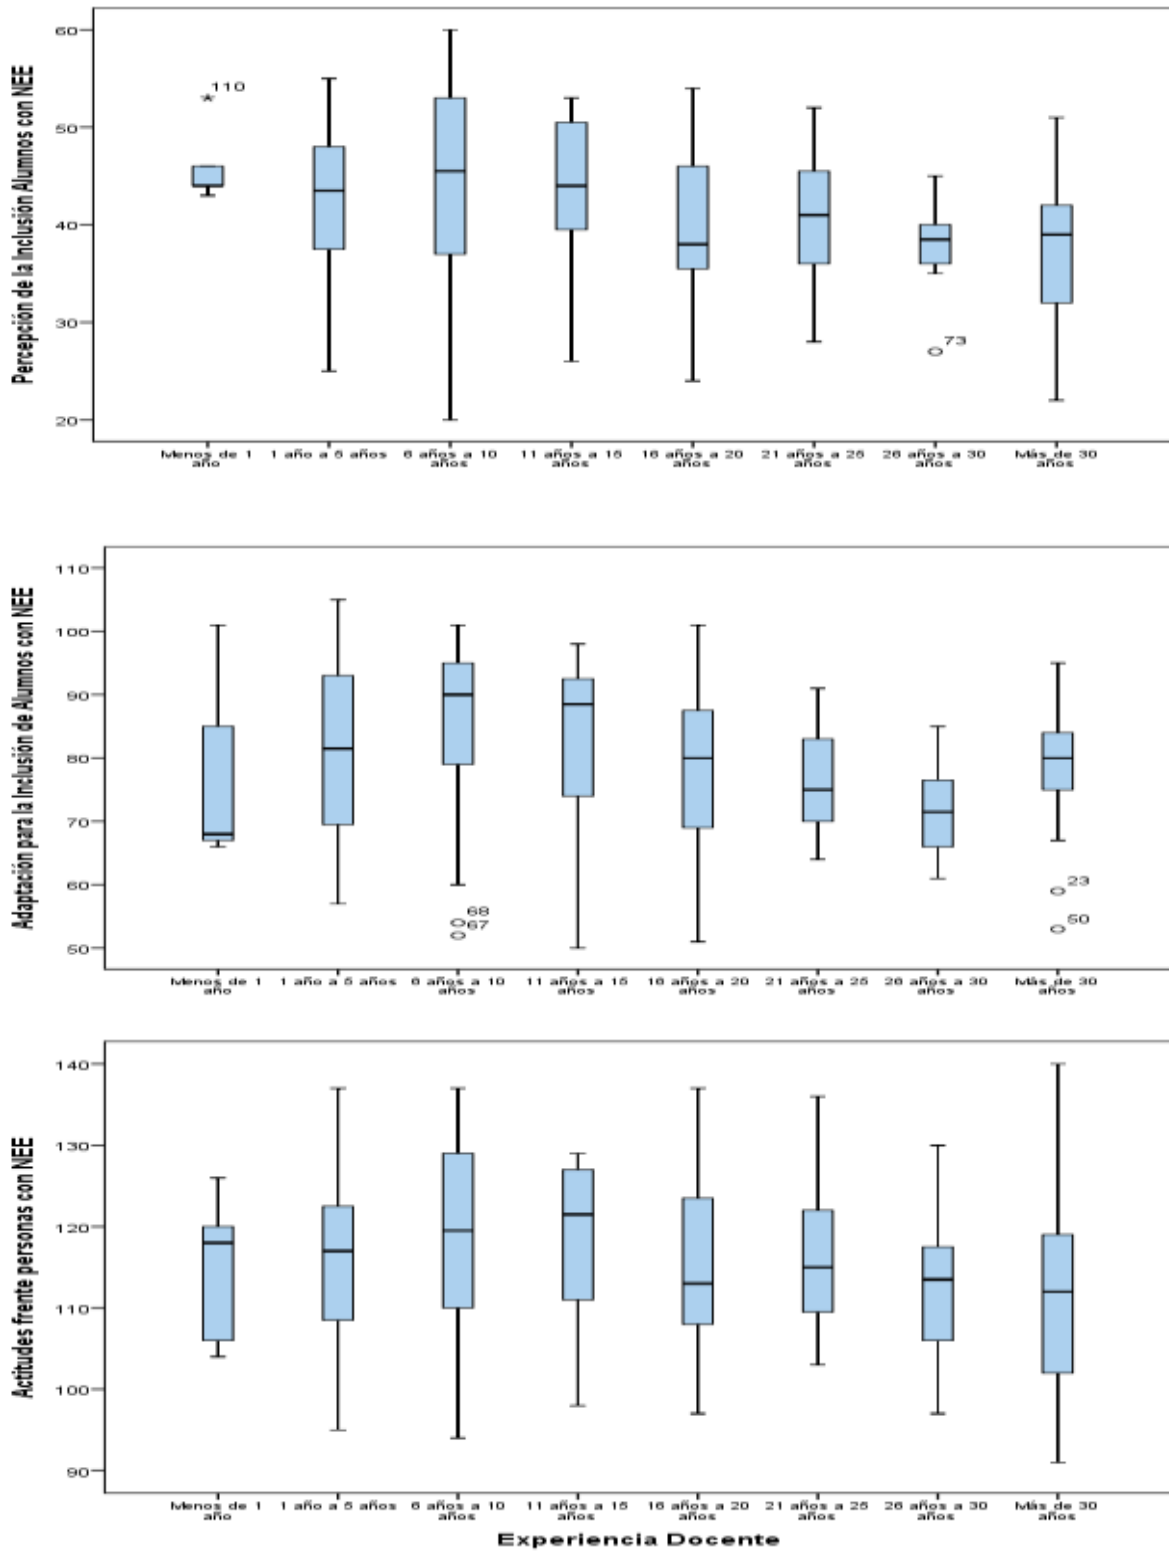 Percepción de la Inclusión Alumnos con NEE
60
50
40
30
20
110
73
Menos de 1 año
1 año a 5 años
6 años a 10 años
11 años a 15 años
16 años a 20 años
21 años a 25 años
26 años a 30 años
Más de 30 años
Adaptación para la Inclusión de Alumnos con NEE
110
100
90
80
70
60
50
68
67
23
50
Menos de 1 año
1 año a 5 años
6 años a 10 años
11 años a 15 años
16 años a 20 años
21 años a 25 años
26 años a 30 años
Más de 30 años
Actitudes frente personas con NEE
140
130
120
110
100
90
Menos de 1 año
1 año a 5 años
6 años a 10 años
11 años a 15 años
16 años a 20 años
21 años a 25 años
26 años a 30 años
Más de 30 años
Experiencia Docente